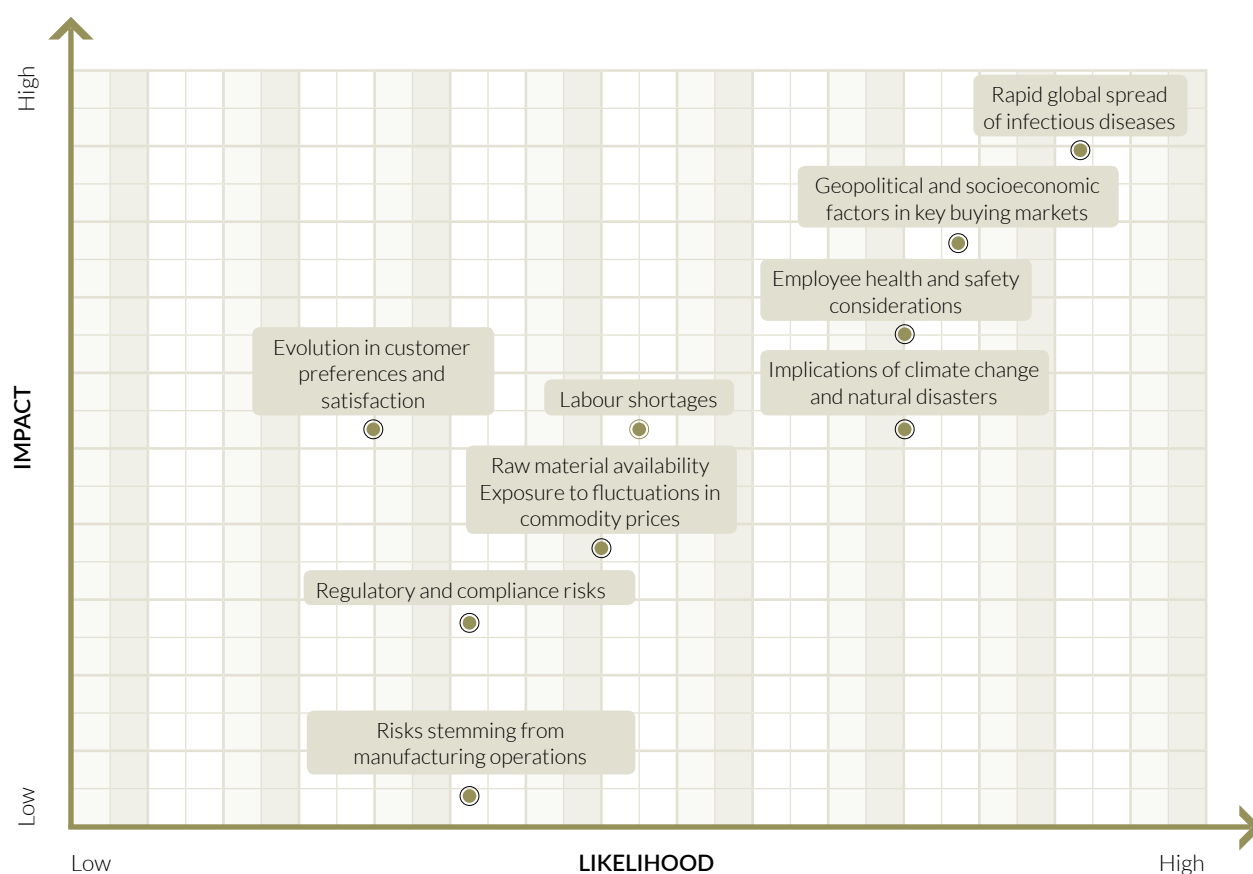 High
Rapid global spread
of infectious diseases
Geopolitical and socioeconomic
factors in key buying markets
Employee health and safety
considerations
Evolution in customer
preferences and
satisfaction
Implications of climate change
and natural disasters
Labour shortages
IMPACT
Raw material availability
Exposure to fluctuations in
commodity prices
Regulatory and compliance risks
Risks stemming from
manufacturing operations
Low
Low
LIKELIHOOD
High